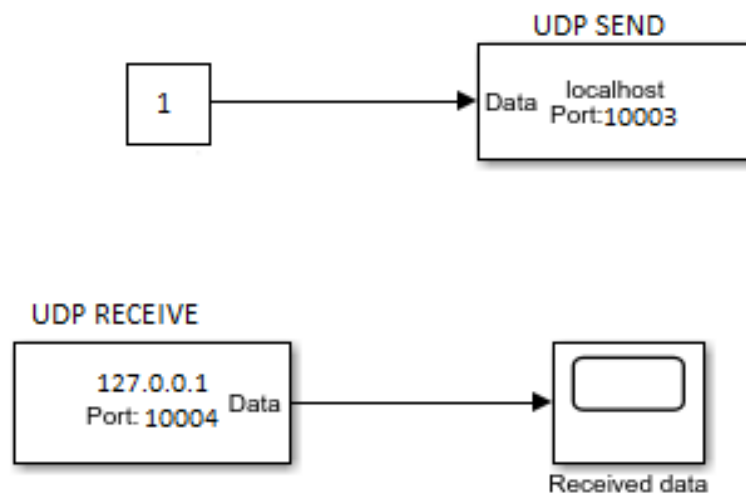 UDP SEND
1
Data
localhost
Port:10003
UDP RECEIVE
127.0.0.1
Port: 10004
Data
Received data